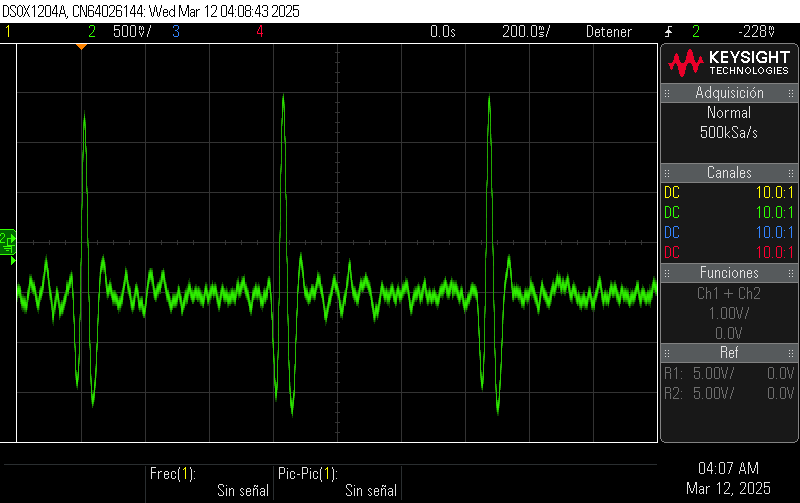 DSOX1204A, CN64026144: Wed Mar 12 04:08:43 2025
1 2 500mV/ 3 4 0.0s 200.0ms/ Detener 2 -228mV
KEYSIGHT
TECHNOLOGIES
Adquisición
Normal
500kSa/s
Canales
DC 10.0:1
DC 10.0:1
DC 10.0:1
DC 10.0:1
Funciones
Ch1 + Ch2
1.00V/
0.0V
Ref
R1: 5.00V/ 0.0V
R2: 5.00V/ 0.0V
2
Frec(1):
Sin señal
Pic-Pic(1):
Sin señal
04:07 AM
Mar 12, 2025